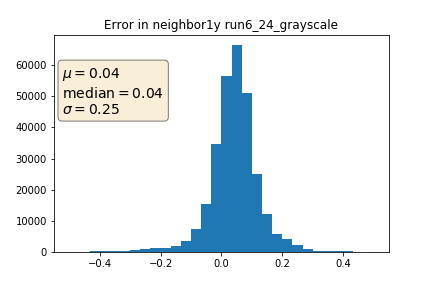 Error in neighbor1y run6_24_grayscale
60000
50000
40000
30000
20000
10000
0
μ = 0.04
median = 0.04
σ = 0.25
−0.4 −0.2 0.0 0.2 0.4